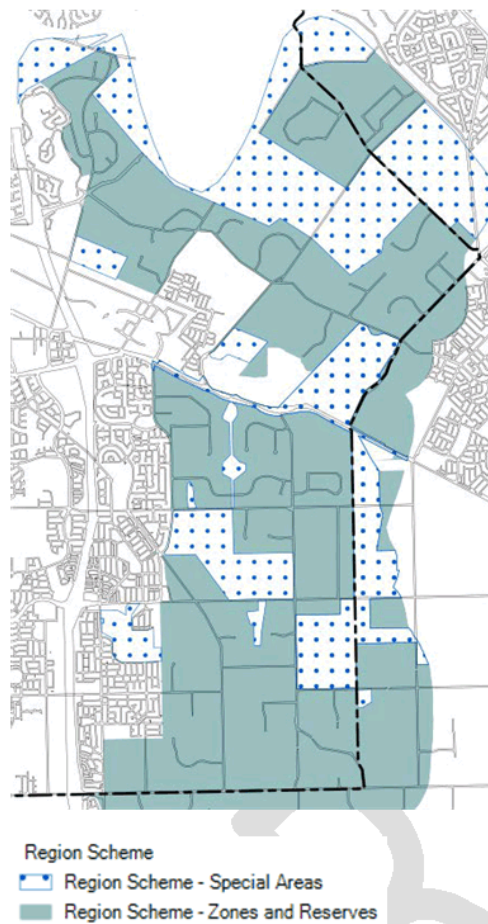 Region Scheme
Region Scheme - Special Areas
Region Scheme - Zones and Reserves